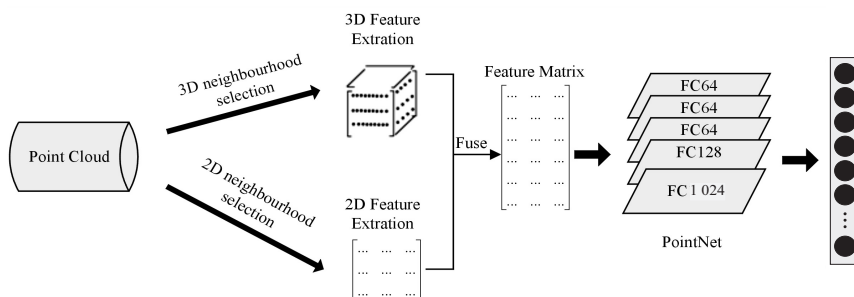 Point Cloud
3D neighbourhood
selection
2D neighbourhood
selection
3D Feature
Extration
2D Feature
Extration
... ... ...
... ... ...
... ... ...
Fuse
Feature Matrix
... ... ...
... ... ...
... ... ...
... ... ...
... ... ...
... ... ...
FC64
FC64
FC64
FC128
FC1 024
PointNet